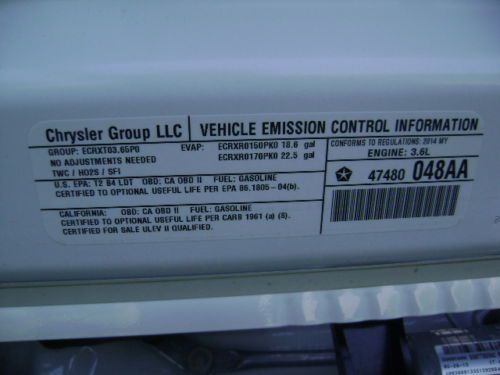 Chrysler Group LLC VEHICLE EMISSION CONTROL INFORMATION
GROUP: ECRXT03.65P0 EVAP: ECRXR0150PK0 18.6 gal CONFORMS TO REGULATIONS: 2014 MY
NO ADJUSTMENTS NEEDED ECRXR0170PK0 22.5 gal ENGINE: 3.6L
TWC / HO2S / SFI
47480 048AA
U.S. EPA: T2 B4 LDT OBD: CA OBD II FUEL: GASOLINE
CERTIFIED TO OPTIONAL USEFUL LIFE PER EPA 86.1805-04(b).
CALIFORNIA: OBD: CA OBD II FUEL: GASOLINE
CERTIFIED TO OPTIONAL USEFUL LIFE PER CARB 1961 (a) (8).
CERTIFIED FOR SALE ULEV II QUALIFIED.